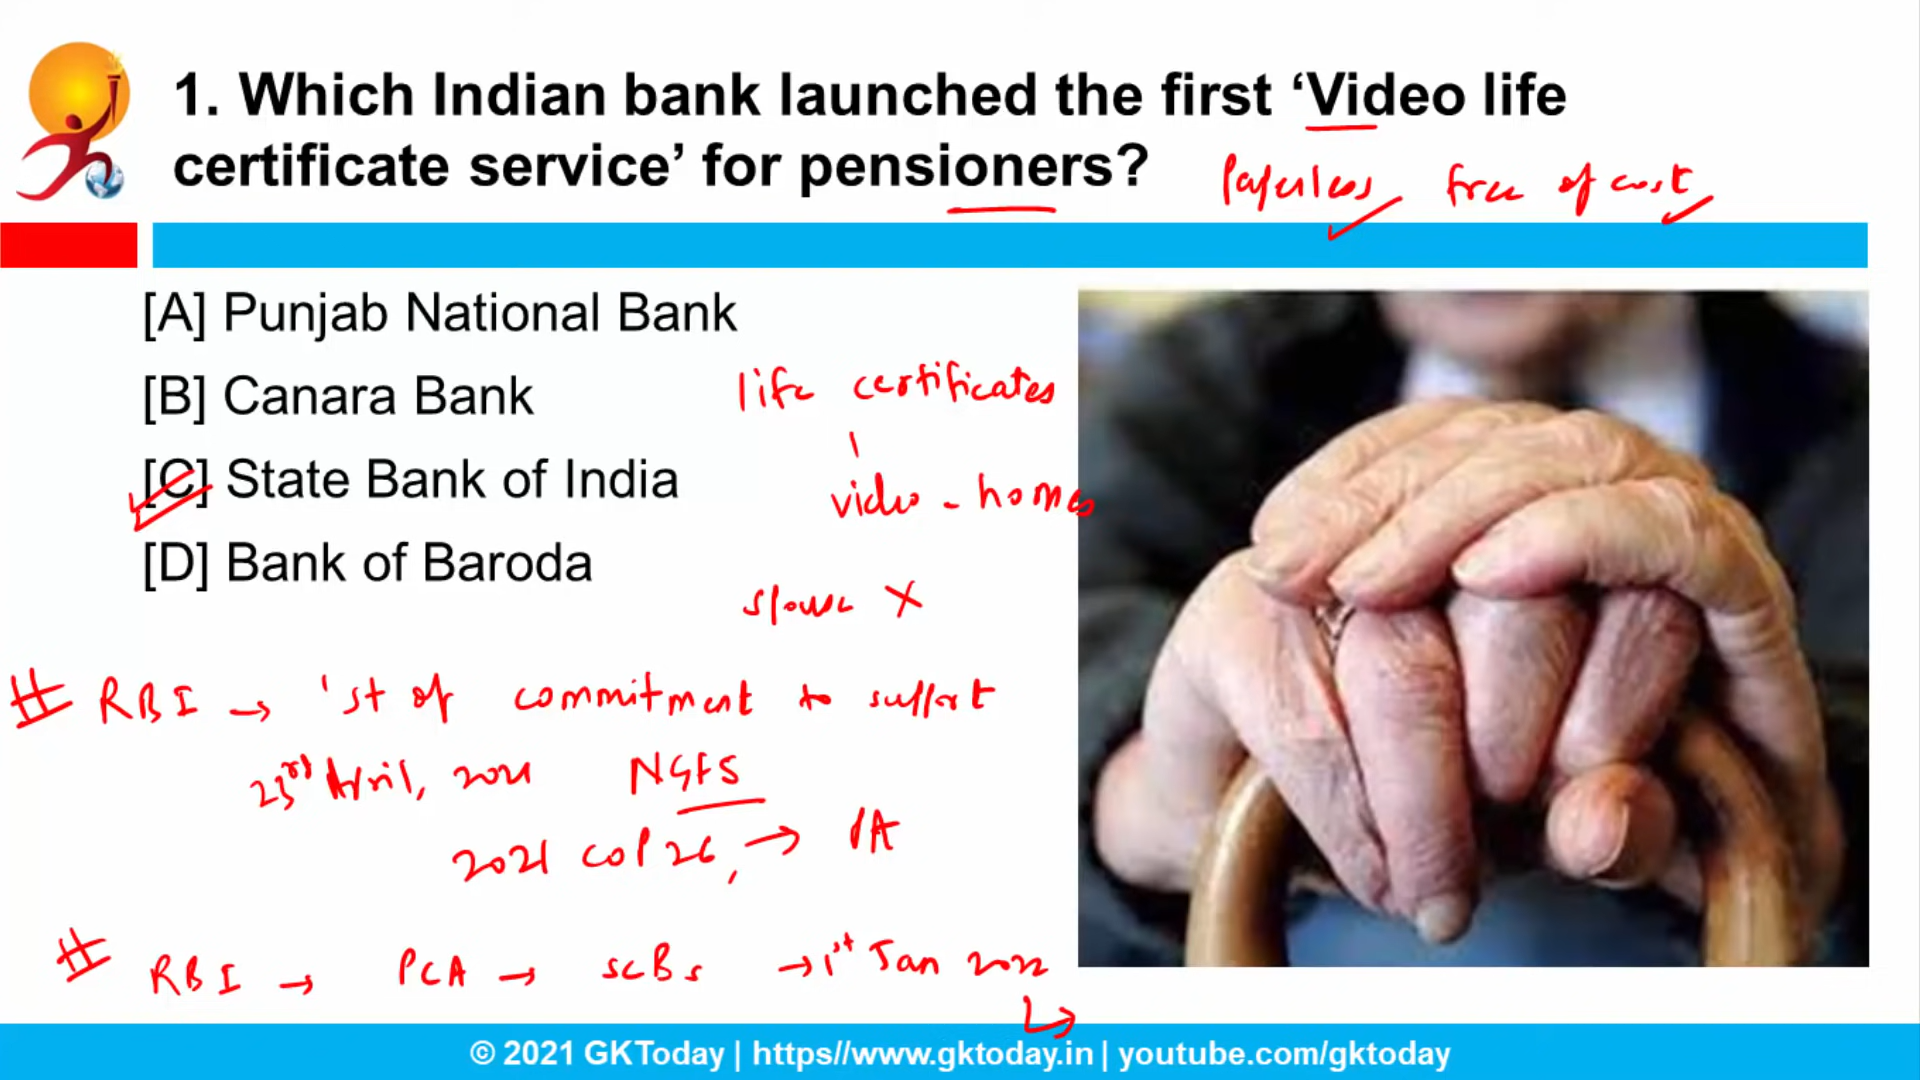 1. Which Indian bank launched the first ‘Video life
certificate service’ for pensioners?
Paperless free of cost
[A] Punjab National Bank
[B] Canara Bank
life certificates
[C] State Bank of India
video - homes
[D] Bank of Baroda
spouse X
# RBI → 'st of commitment to support
23rd April, 2021 NGFS
2021 COP 26, → PA
# RBI → PCA → SCBs → 1st Jan 2022
© 2021 GKToday | https//www.gktoday.in | youtube.com/gktoday